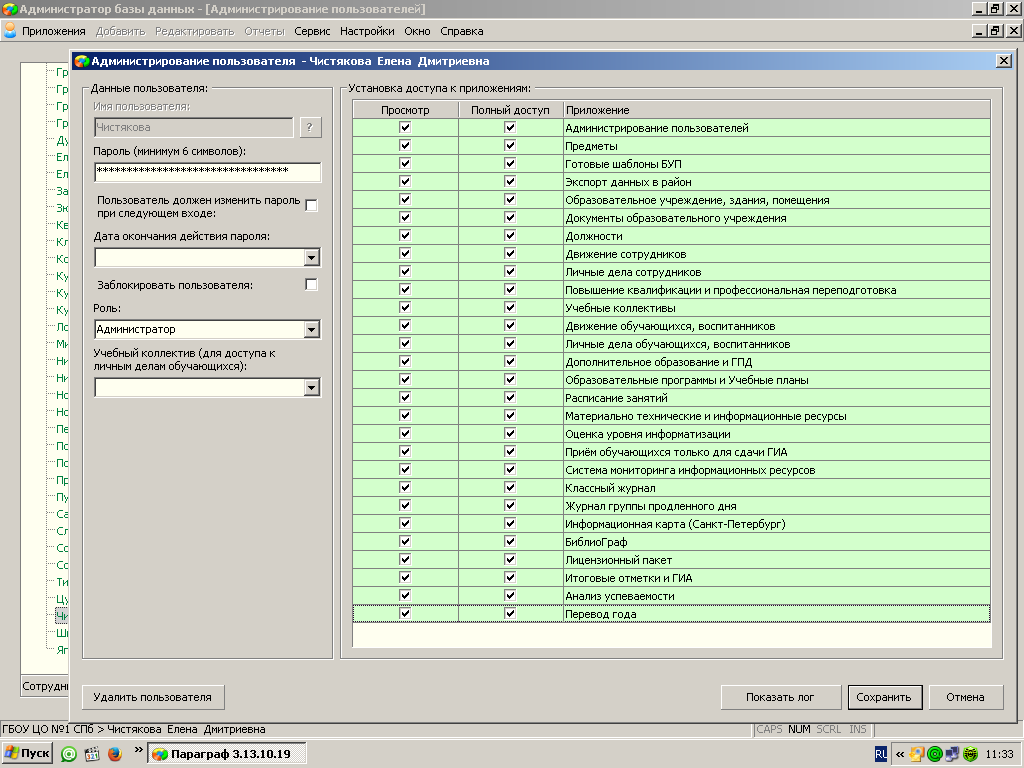 Администратор базы данных - [Администрирование пользователей]
Приложения Добавить Редактировать Отчеты Сервис Настройки Окно Справка
Администрирование пользователя - Чистякова Елена Дмитриевна
Данные пользователя:
Имя пользователя:
Чистякова
?
Пароль (минимум 6 символов):
********************************
Пользователь должен изменить пароль
при следующем входе:
Дата окончания действия пароля:
Заблокировать пользователя:
Роль:
Администратор
Учебный коллектив (для доступа к
личным делам обучающихся):
Установка доступа к приложениям:
Просмотр Полный доступ Приложение
Администрирование пользователей
Предметы
Готовые шаблоны БУП
Экспорт данных в район
Образовательное учреждение, здания, помещения
Документы образовательного учреждения
Должности
Движение сотрудников
Личные дела сотрудников
Повышение квалификации и профессиональная переподготовка
Учебные коллективы
Движение обучающихся, воспитанников
Личные дела обучающихся, воспитанников
Дополнительное образование и ГПД
Образовательные программы и Учебные планы
Расписание занятий
Материально технические и информационные ресурсы
Оценка уровня информатизации
Приём обучающихся только для сдачи ГИА
Система мониторинга информационных ресурсов
Классный журнал
Журнал группы продленного дня
Информационная карта (Санкт-Петербург)
БиблиоГраф
Лицензионный пакет
Итоговые отметки и ГИА
Анализ успеваемости
Перевод года
Удалить пользователя Показать лог Сохранить Отмена
ГБОУ ЦО №1 СПб > Чистякова Елена Дмитриевна CAPS NUM SCRL INS
Пуск » Параграф 3.13.10.19 RU « 11:33